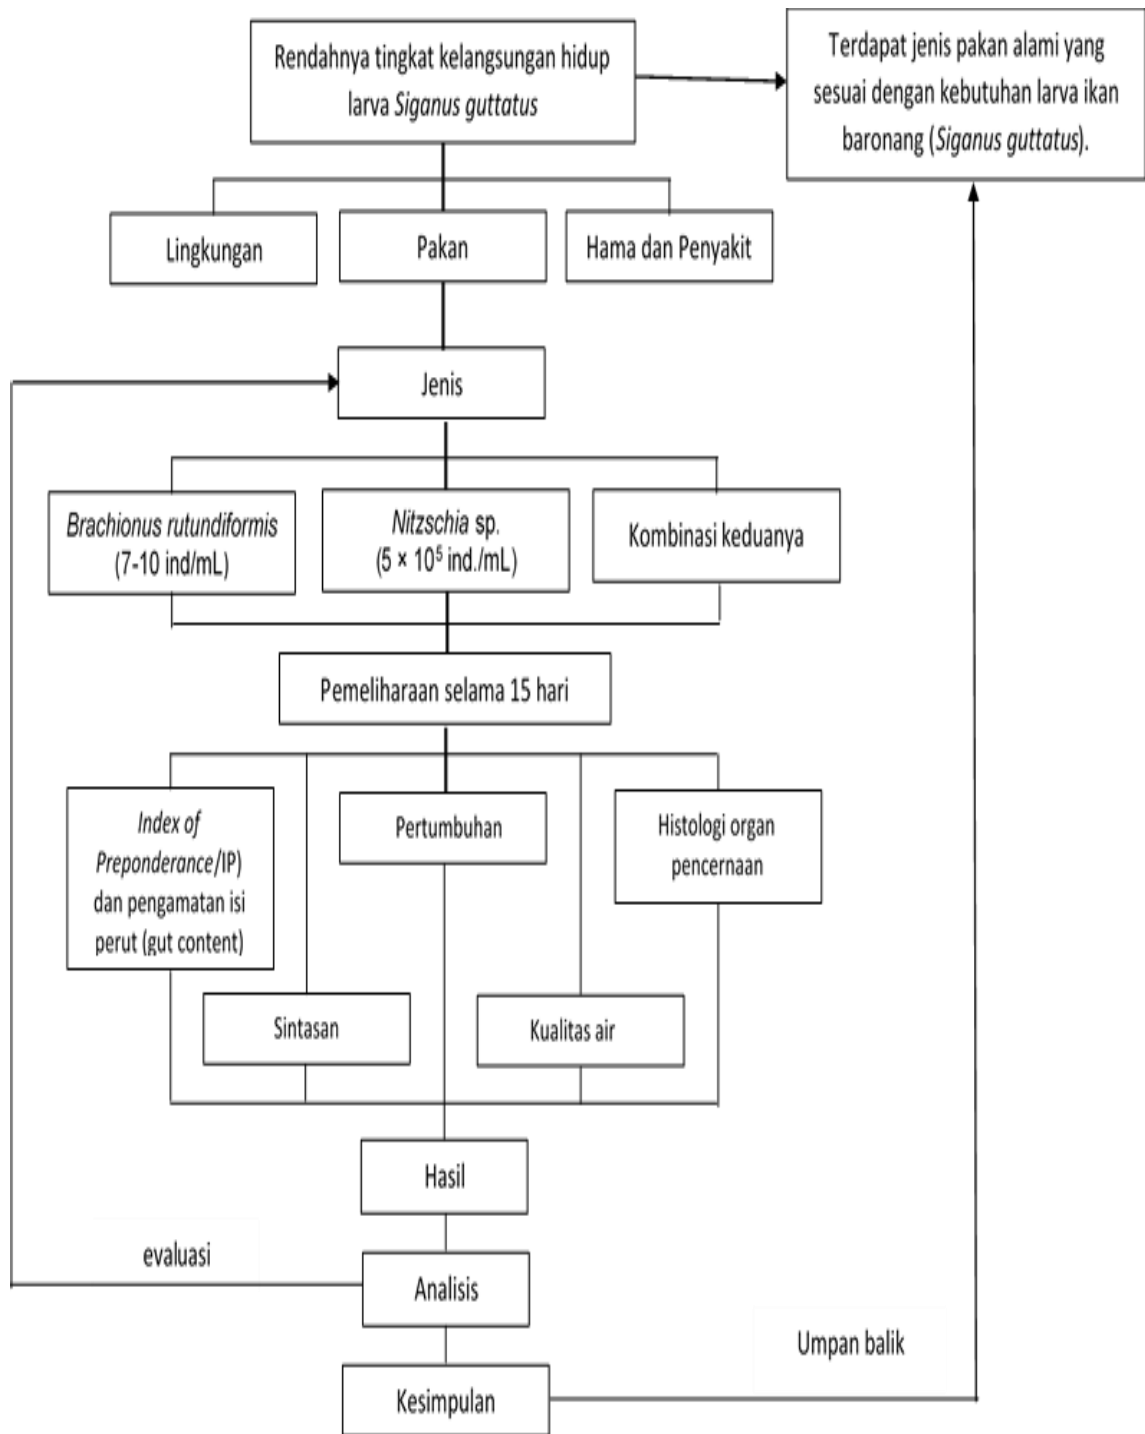 Rendahnya tingkat kelangsungan hidup
larva Siganus guttatus
Terdapat jenis pakan alami yang
sesuai dengan kebutuhan larva ikan
baronang (Siganus guttatus).
Lingkungan
Pakan
Hama dan Penyakit
Jenis
Brachionus rutundiformis
(7-10 ind/mL)
Nitzschia sp.
(5 × 10⁵ ind./mL)
Kombinasi keduanya
Pemeliharaan selama 15 hari
Index of
Preponderance/IP)
dan pengamatan isi
perut (gut content)
Pertumbuhan
Histologi organ
pencernaan
Sintasan
Kualitas air
Hasil
evaluasi
Analisis
Umpan balik
Kesimpulan